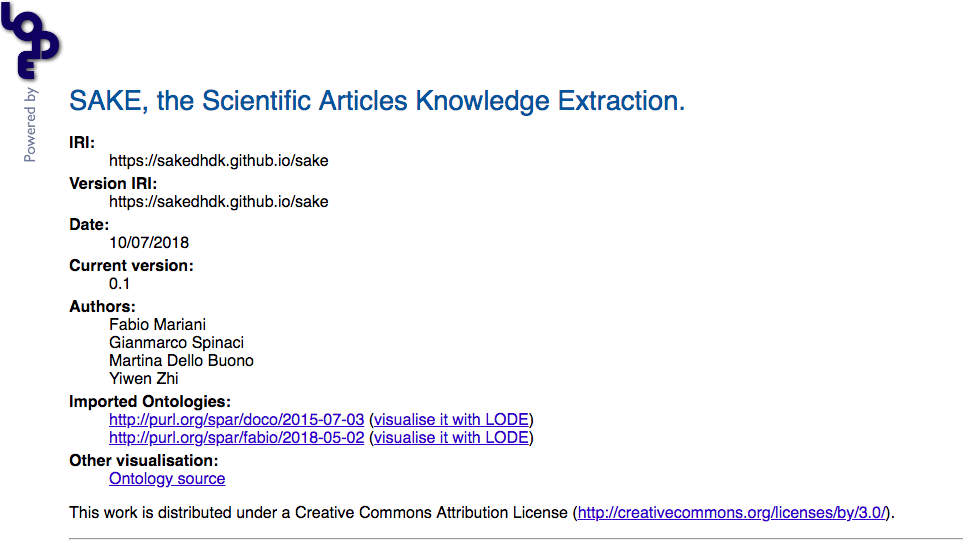 LODE
Powered by
SAKE, the Scientific Articles Knowledge Extraction.
IRI:
https://sakedhdk.github.io/sake
Version IRI:
https://sakedhdk.github.io/sake
Date:
10/07/2018
Current version:
0.1
Authors:
Fabio Mariani
Gianmarco Spinaci
Martina Dello Buono
Yiwen Zhi
Imported Ontologies:
http://purl.org/spar/doco/2015-07-03 (visualise it with LODE)
http://purl.org/spar/fabio/2018-05-02 (visualise it with LODE)
Other visualisation:
Ontology source
This work is distributed under a Creative Commons Attribution License (http://creativecommons.org/licenses/by/3.0/).